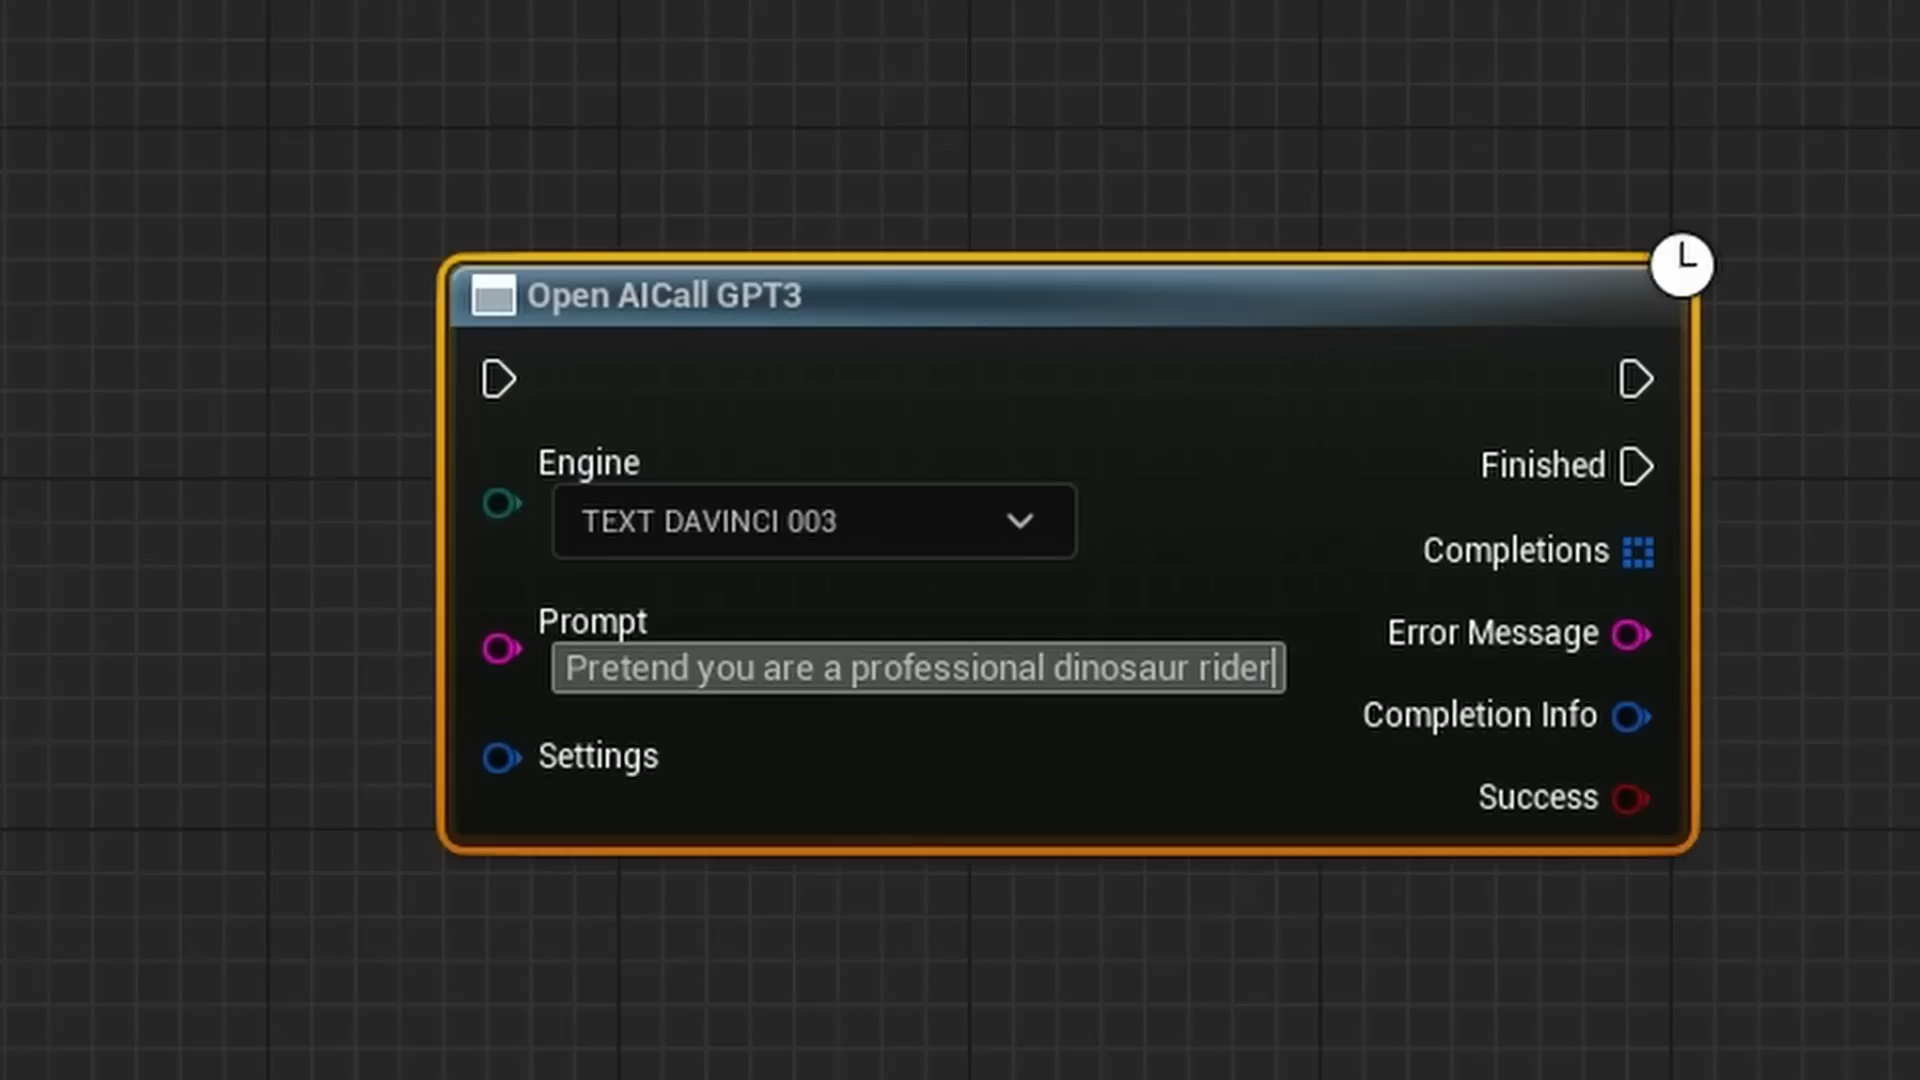 Open AICall GPT3
Engine
TEXT DAVINCI 003
Prompt
Pretend you are a professional dinosaur rider
Settings
Finished
Completions
Error Message
Completion Info
Success